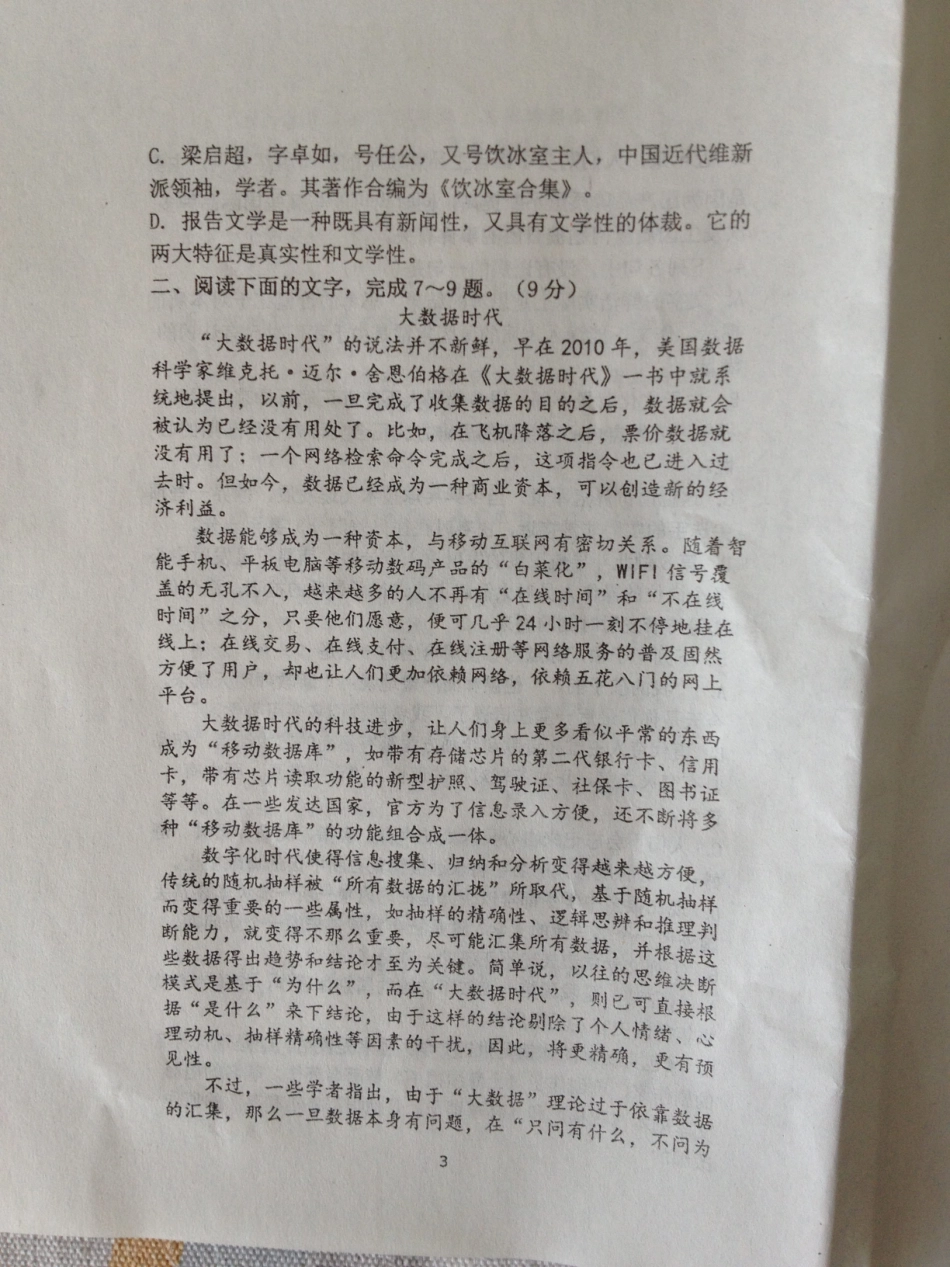 C. 梁启超，字卓如，号任公，又号饮冰室主人，中国近代维新
派领袖，学者。其著作合编为《饮冰室合集》。
D. 报告文学是一种既具有新闻性，又具有文学性的体裁。它的
两大特征是真实性和文学性。
二、阅读下面的文字，完成7～9题。（9分）
大数据时代
“大数据时代”的说法并不新鲜，早在2010年，美国数据
科学家维克托·迈尔·舍恩伯格在《大数据时代》一书中就系
统地提出，以前，一旦完成了收集数据的目的之后，数据就会
被认为已经没有用处了。比如，在飞机降落之后，票价数据就
没有用了；一个网络检索命令完成之后，这项指令也已进入过
去时。但如今，数据已经成为一种商业资本，可以创造新的经
济利益。
数据能够成为一种资本，与移动互联网有密切关系。随着智
能手机、平板电脑等移动数码产品的“白菜化”，WIFI信号覆
盖的无孔不入，越来越多的人不再有“在线时间”和“不在线
时间”之分，只要他们愿意，便可几乎24小时一刻不停地挂在
线上；在线交易、在线支付、在线注册等网络服务的普及固然
方便了用户，却也让人们更加依赖网络，依赖五花八门的网上
平台。
大数据时代的科技进步，让人们身上更多看似平常的东西
成为“移动数据库”，如带有存储芯片的第二代银行卡、信用
卡，带有芯片读取功能的新型护照、驾驶证、社保卡、图书证
等等。在一些发达国家，官方为了信息录入方便，还不断将多
种“移动数据库”的功能组合成一体。
数字化时代使得信息搜集、归纳和分析变得越来越方便，
传统的随机抽样被“所有数据的汇拢”所取代，基于随机抽样
而变得重要的一些属性，如抽样的精确性、逻辑思辨和推理判
断能力，就变得不那么重要，尽可能汇集所有数据，并根据这
些数据得出趋势和结论才至为关键。简单说，以往的思维决断
模式是基于“为什么”，而在“大数据时代”，则已可直接根
据“是什么”来下结论，由于这样的结论剔除了个人情绪、心
理动机、抽样精确性等因素的干扰，因此，将更精确，更有预
见性。
不过，一些学者指出，由于“大数据”理论过于依靠数据
的汇集，那么一旦数据本身有问题，在“只问有什么，不问为
3